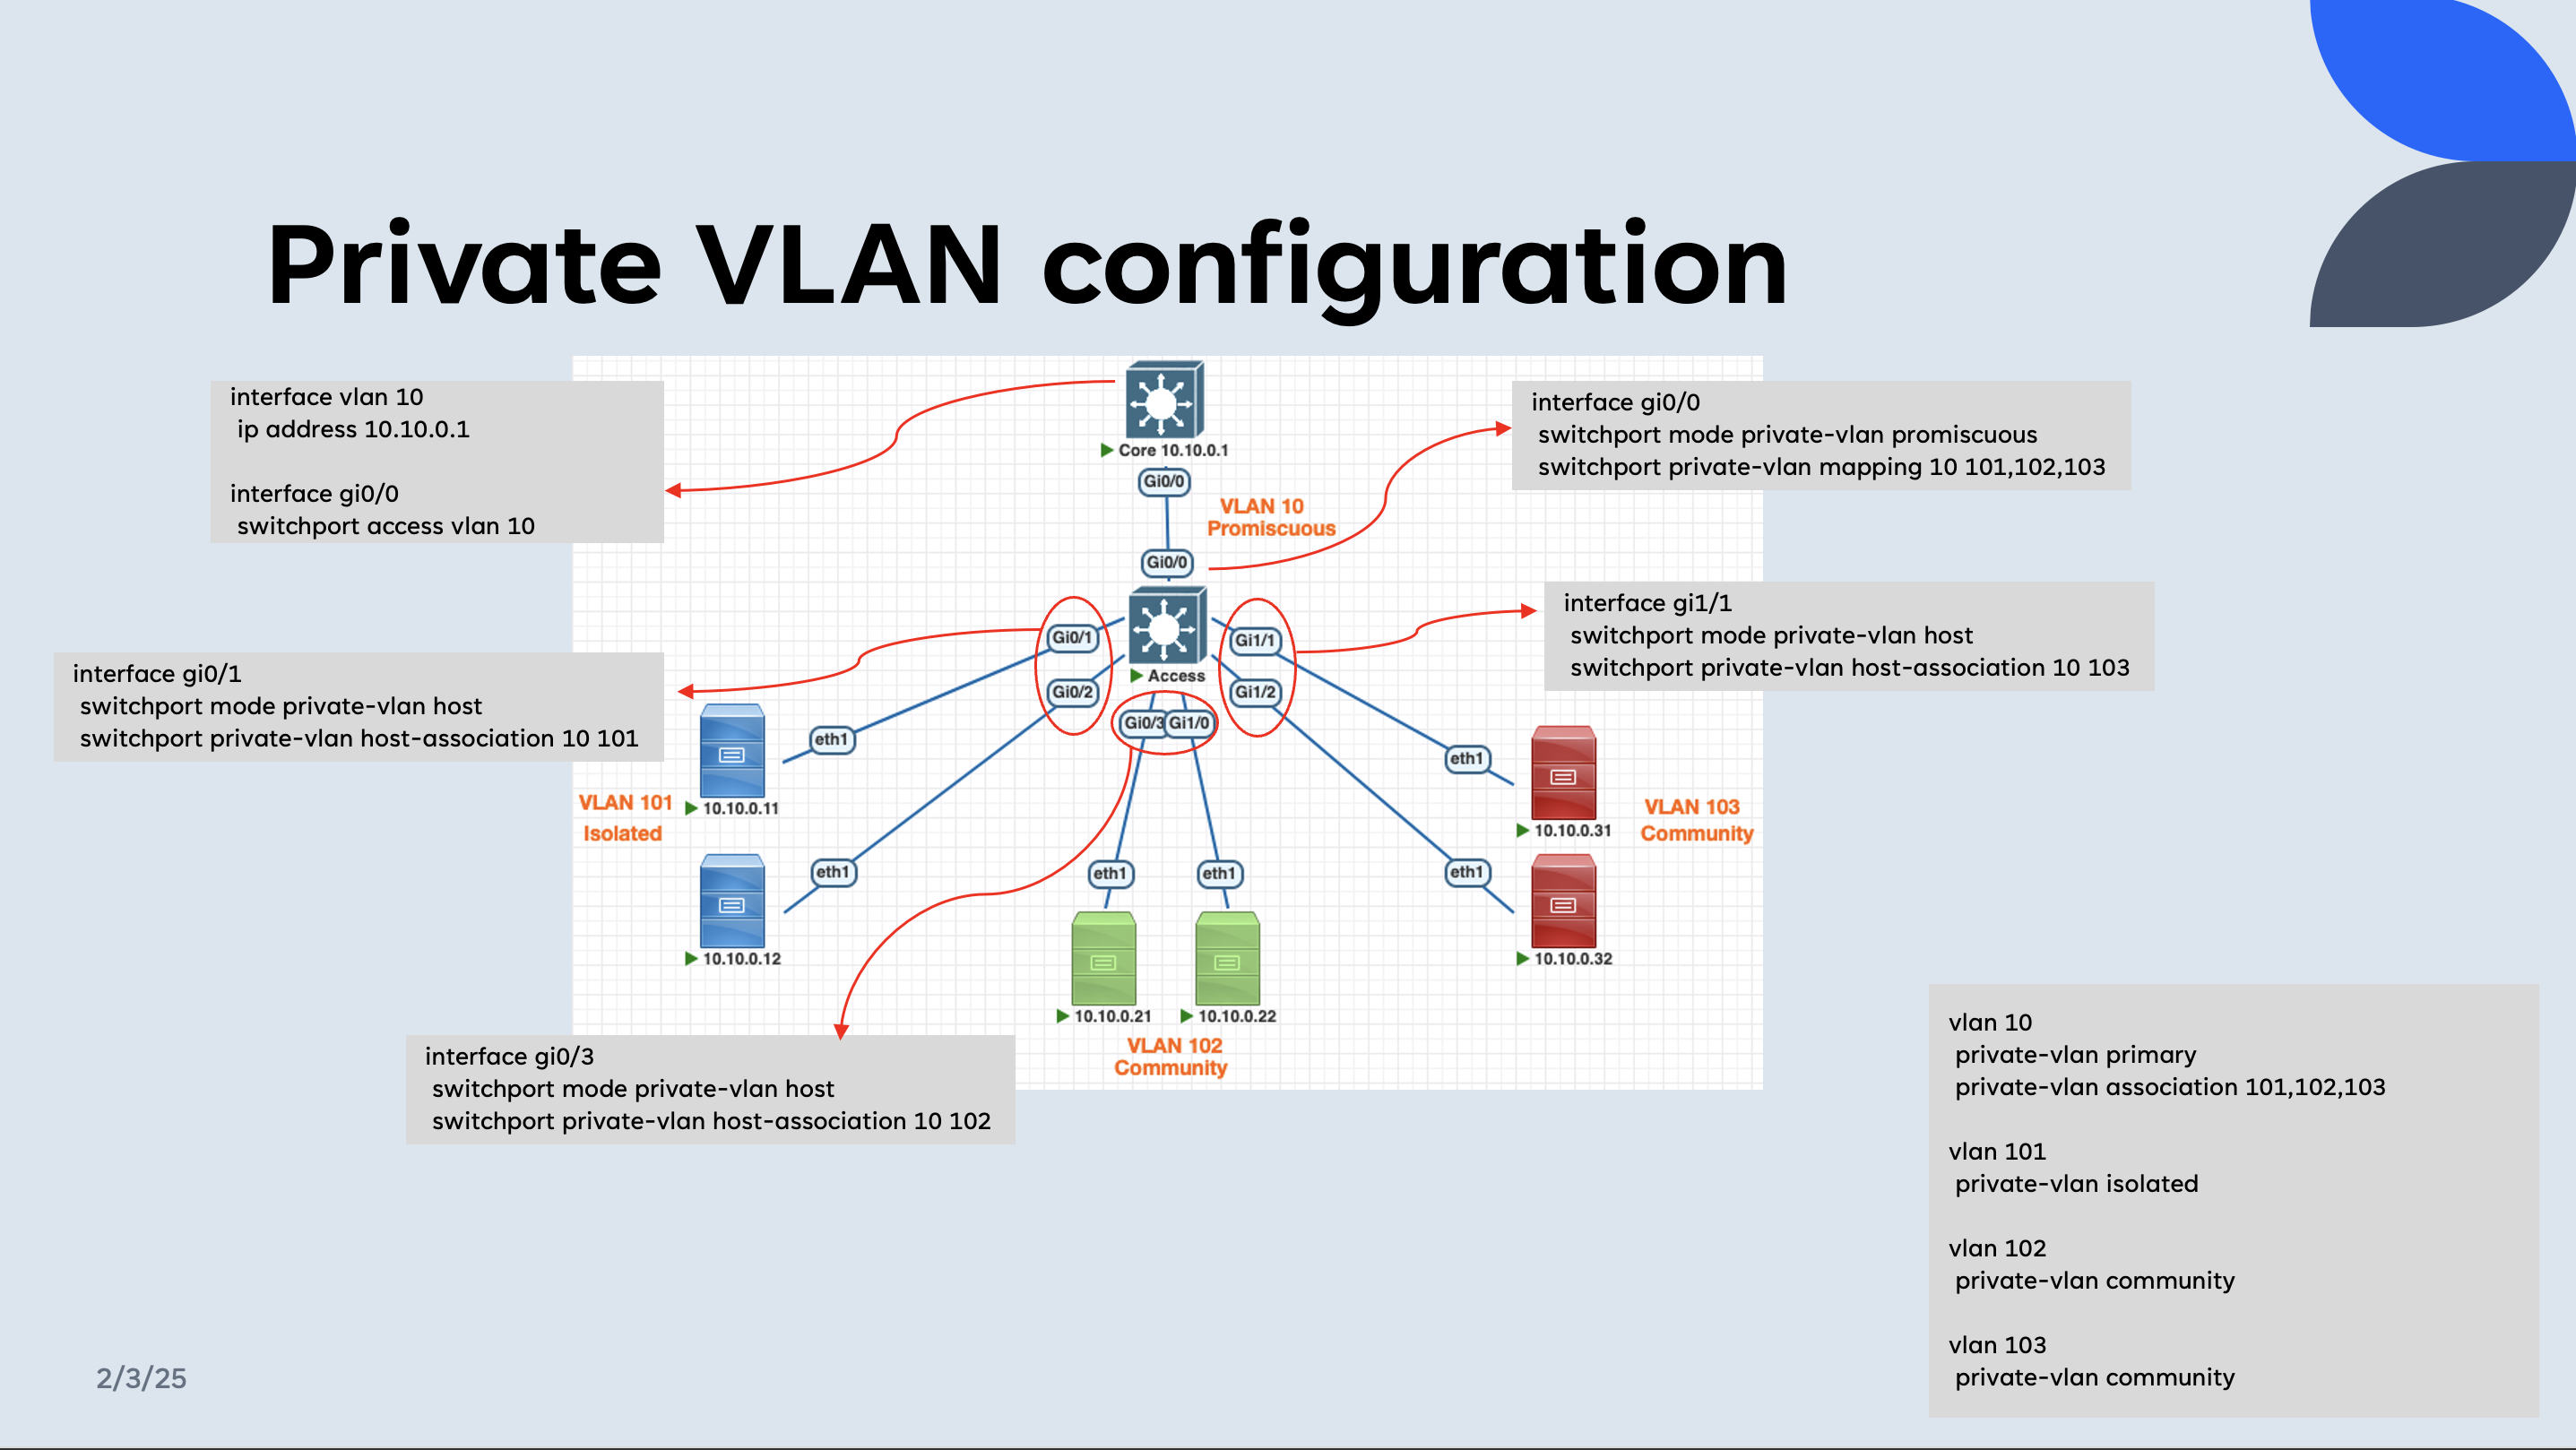 Private VLAN configuration
interface vlan 10
ip address 10.10.0.1
interface gi0/0
switchport access vlan 10
interface gi0/0
switchport mode private-vlan promiscuous
switchport private-vlan mapping 10 101,102,103
Core 10.10.0.1
Gi0/0
VLAN 10
Promiscuous
Gi0/0
interface gi1/1
switchport mode private-vlan host
switchport private-vlan host-association 10 103
interface gi0/1
switchport mode private-vlan host
switchport private-vlan host-association 10 101
Gi0/1
Gi1/1
Access
Gi0/2
Gi1/2
Gi0/3
Gi1/0
eth1
eth1
VLAN 101
Isolated
10.10.0.11
10.10.0.31
VLAN 103
Community
eth1
eth1
eth1
eth1
10.10.0.12
10.10.0.32
10.10.0.21
10.10.0.22
VLAN 102
Community
interface gi0/3
switchport mode private-vlan host
switchport private-vlan host-association 10 102
vlan 10
private-vlan primary
private-vlan association 101,102,103
vlan 101
private-vlan isolated
vlan 102
private-vlan community
vlan 103
private-vlan community
2/3/25